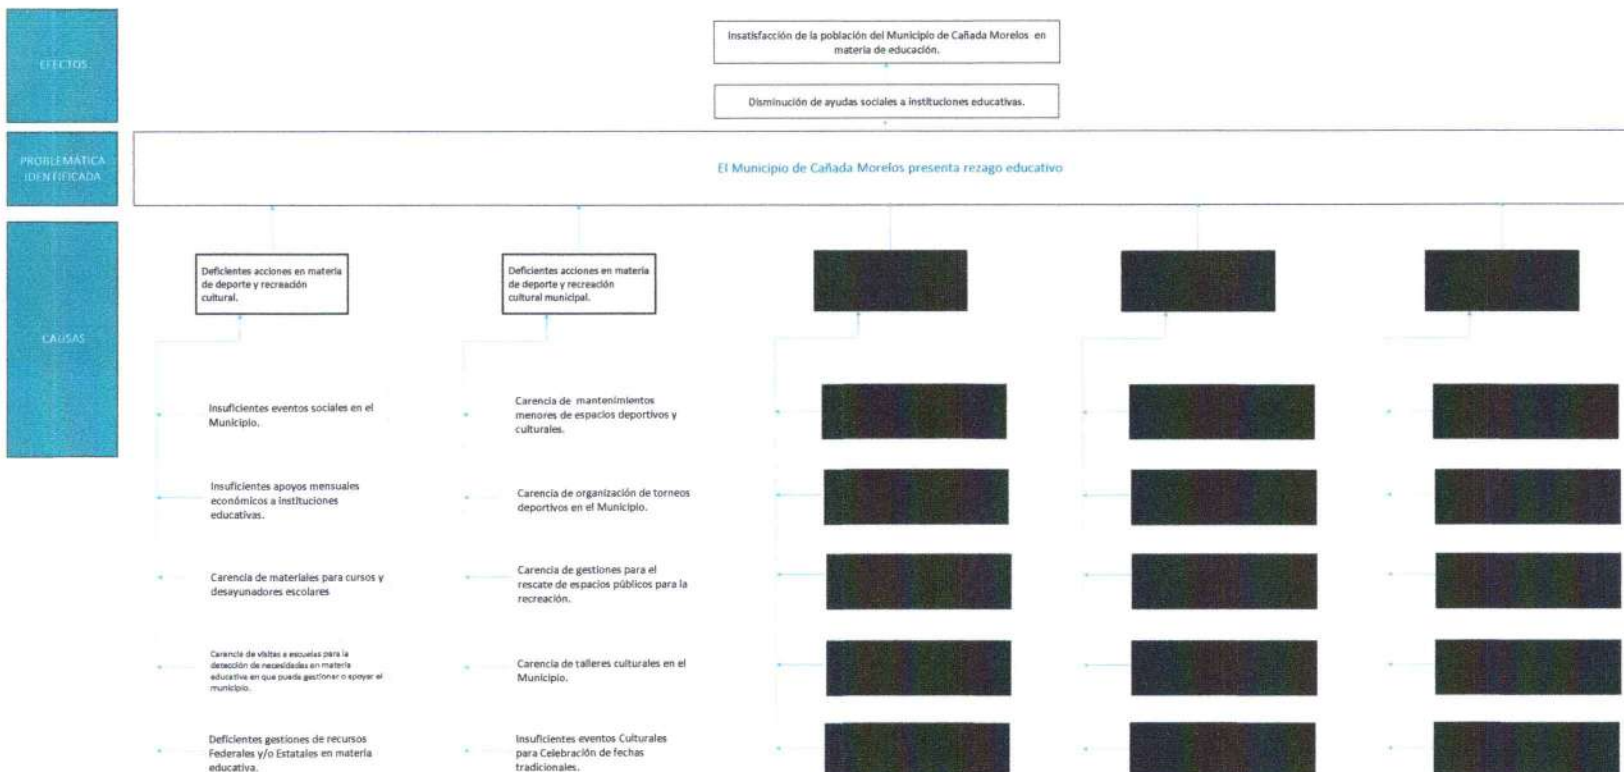 EFECTOS
Insatisfacción de la población del Municipio de Cañada Morelos en
materia de educación.
Disminución de ayudas sociales a instituciones educativas.
PROBLEMÁTICA
IDENTIFICADA
El Municipio de Cañada Morelos presenta rezago educativo
CAUSAS
Deficientes acciones en materia
de deporte y recreación
cultural.
Deficientes acciones en materia
de deporte y recreación
cultural municipal.
Insuficientes eventos sociales en el
Municipio.
Carencia de mantenimientos
menores de espacios deportivos y
culturales.
Insuficientes apoyos mensuales
económicos a instituciones
educativas.
Carencia de organización de torneos
deportivos en el Municipio.
Carencia de materiales para cursos y
desayunadores escolares
Carencia de gestiones para el
rescate de espacios públicos para la
recreación.
Carencia de visitas a escuelas para la
detección de necesidades en materia
educativa en que pueda gestionar o apoyar el
municipio.
Carencia de talleres culturales en el
Municipio.
Deficientes gestiones de recursos
Federales y/o Estatales en materia
educativa.
Insuficientes eventos Culturales
para Celebración de fechas
tradicionales.